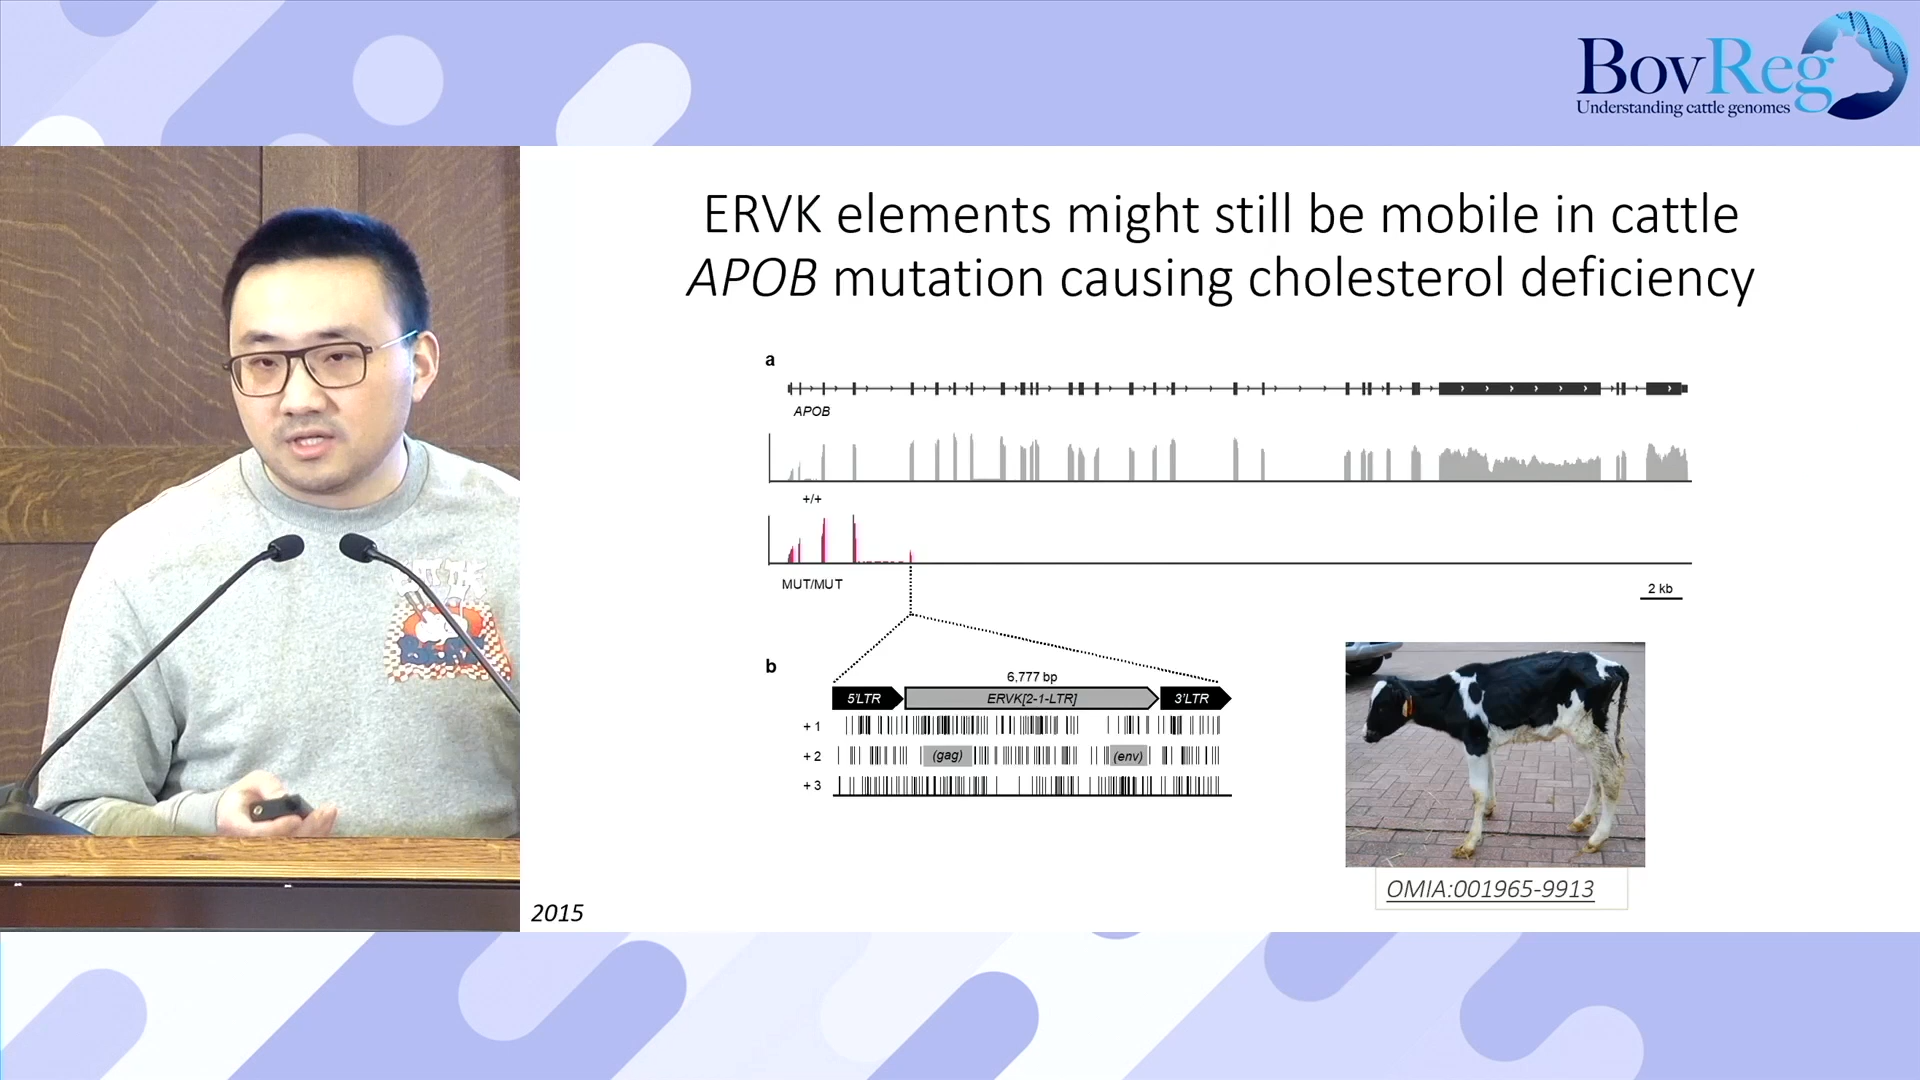 BovReg
Understanding cattle genomes
ERVK elements might still be mobile in cattle
APOB mutation causing cholesterol deficiency
a
APOB
+/+
MUT/MUT
2 kb
b
6,777 bp
5'LTR
ERVK[2-1-LTR]
3'LTR
+ 1
+ 2
(gag)
(env)
+ 3
OMIA:001965-9913
2015